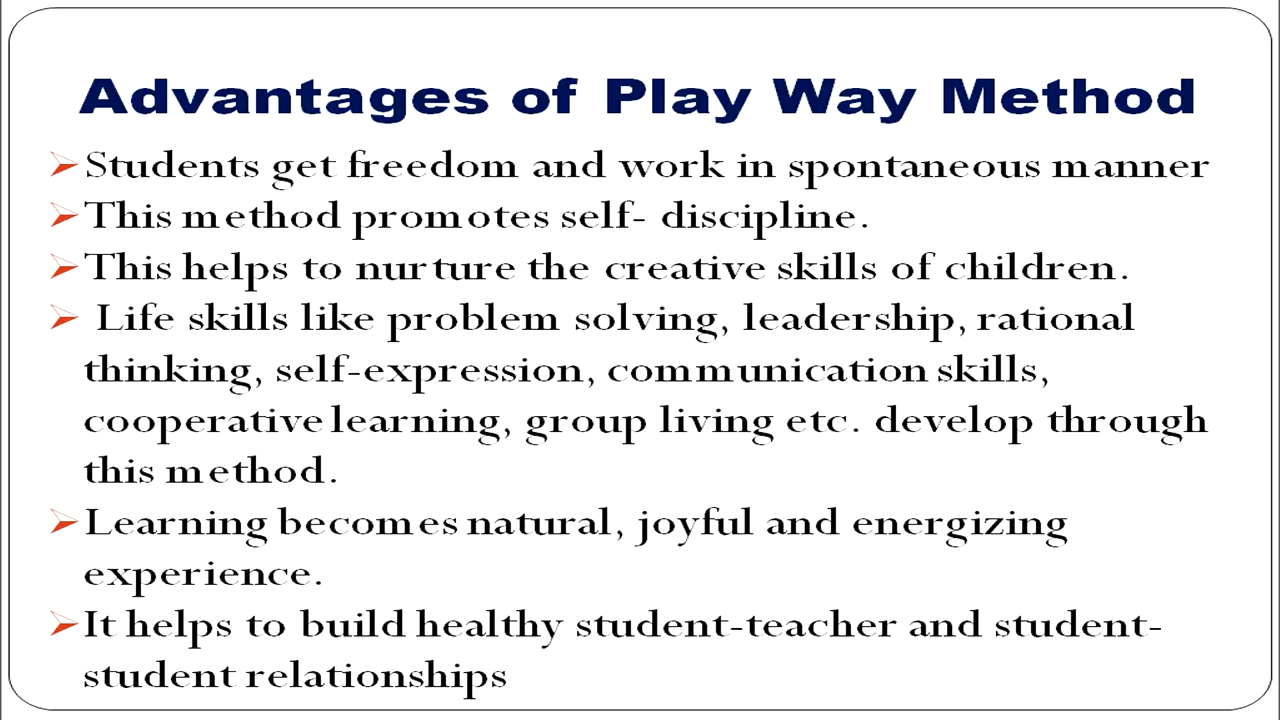 Advantages of Play Way Method
➢Students get freedom and work in spontaneous manner
➢This method promotes self- discipline.
➢This helps to nurture the creative skills of children.
➢ Life skills like problem solving, leadership, rational
thinking, self-expression, communication skills,
cooperative learning, group living etc. develop through
this method.
➢Learning becomes natural, joyful and energizing
experience.
➢It helps to build healthy student-teacher and student-
student relationships